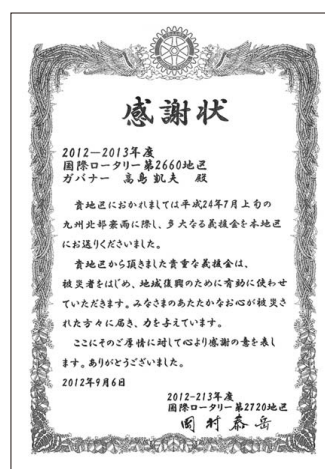 感謝状
2012―2013年度
国際ロータリー第2660地区
ガバナー 高島凱夫 殿
貴地区におかれましては平成24年7月上旬の
九州北部豪雨に際し、多大なる義援金を本地区
にお送りくださいました。
貴地区から頂きました貴重な義援金は、
被災者をはじめ、地域復興のために有効に使わせ
ていただきます。みなさまのあたたかなお心が被災さ
れた方々に届き、力を与えています。
ここにそのご厚情に対して心より感謝の意を表し
ます。ありがとうございました。
2012年9月6日
2012-213年度
国際ロータリー第2720地区
岡村泰岳